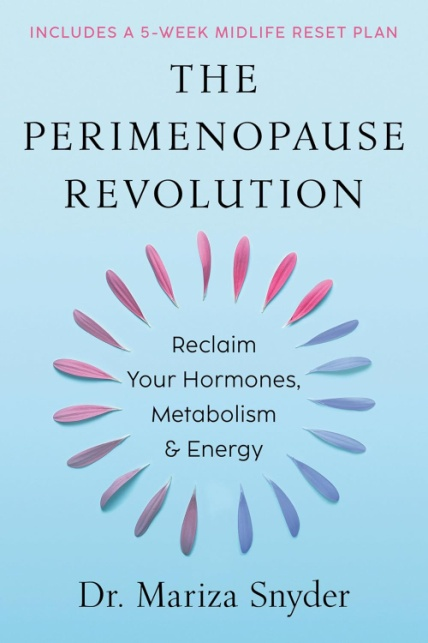 INCLUDES A 5-WEEK MIDLIFE RESET PLAN
THE
PERIMENOPAUSE
REVOLUTION
Reclaim
Your Hormones,
Metabolism
& Energy
Dr. Mariza Snyder